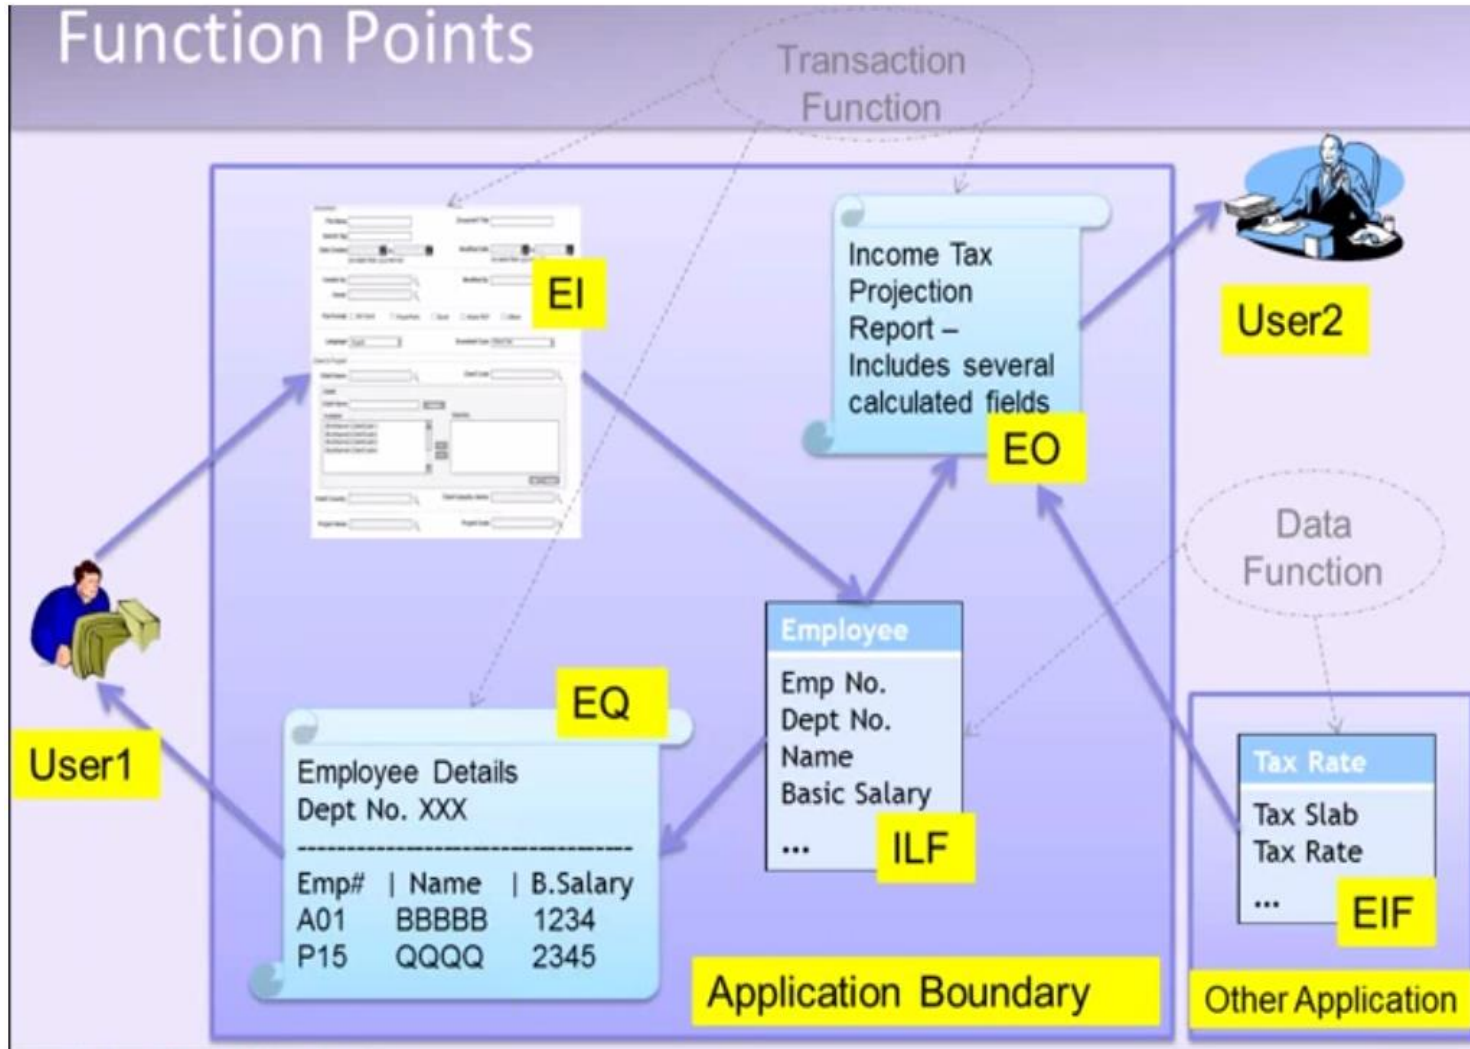 Function Points
Transaction
Function
EI
Income Tax
Projection
Report –
Includes several
calculated fields
EO
User2
Data
Function
Employee
Emp No.
Dept No.
Name
Basic Salary
...
ILF
EQ
User1
Employee Details
Dept No. XXX
---------------------------------
Emp# | Name | B.Salary
A01 BBBBB 1234
P15 QQQQ 2345
Tax Rate
Tax Slab
Tax Rate
...
EIF
Application Boundary
Other Application